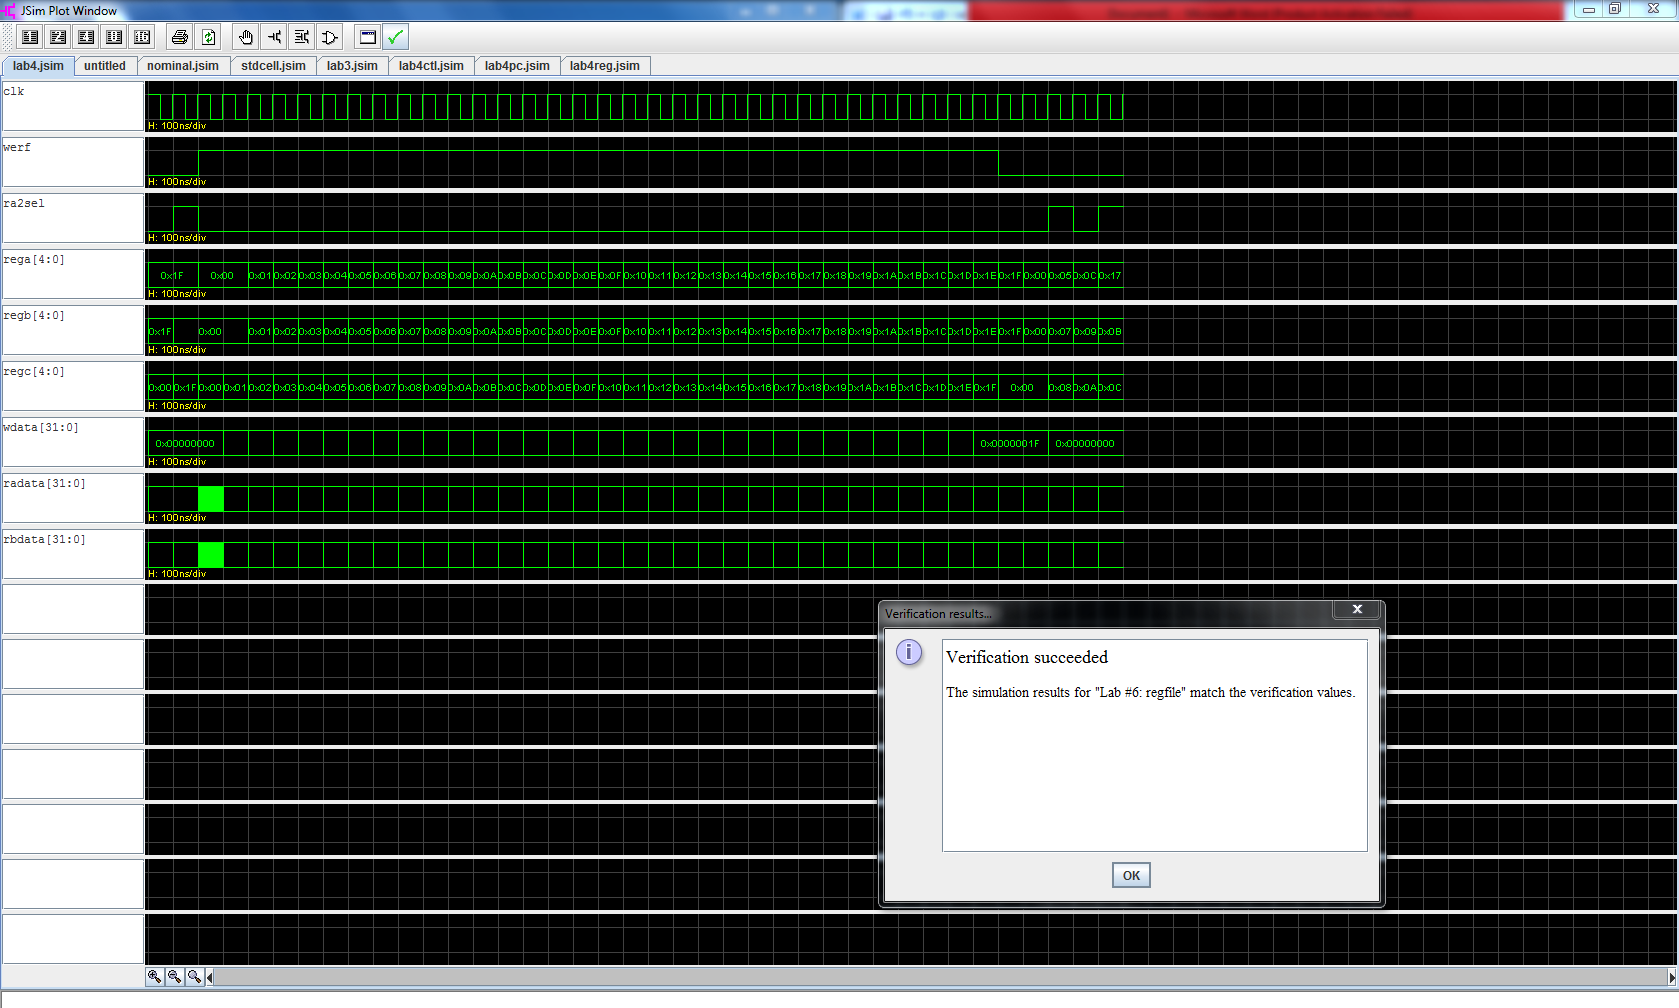 JSim Plot Window
lab4.jsim untitled nominal.jsim stdcell.jsim lab3.jsim lab4ctl.jsim lab4pc.jsim lab4reg.jsim
clk
H: 100ns/div
werf
H: 100ns/div
ra2sel
H: 100ns/div
rega[4:0]
0x1F 0x00 0x01 0x02 0x03 0x04 0x05 0x06 0x07 0x08 0x09 0x0A 0x0B 0x0C 0x0D 0x0E 0x0F 0x10 0x11 0x12 0x13 0x14 0x15 0x16 0x17 0x18 0x19 0x1A 0x1B 0x1C 0x1D 0x1E 0x1F 0x00 0x05 0x0C 0x17
H: 100ns/div
regb[4:0]
0x1F 0x00 0x01 0x02 0x03 0x04 0x05 0x06 0x07 0x08 0x09 0x0A 0x0B 0x0C 0x0D 0x0E 0x0F 0x10 0x11 0x12 0x13 0x14 0x15 0x16 0x17 0x18 0x19 0x1A 0x1B 0x1C 0x1D 0x1E 0x1F 0x00 0x07 0x09 0x0B
H: 100ns/div
regc[4:0]
0x00 0x1F 0x00 0x01 0x02 0x03 0x04 0x05 0x06 0x07 0x08 0x09 0x0A 0x0B 0x0C 0x0D 0x0E 0x0F 0x10 0x11 0x12 0x13 0x14 0x15 0x16 0x17 0x18 0x19 0x1A 0x1B 0x1C 0x1D 0x1E 0x1F 0x00 0x08 0x0A 0x0C
H: 100ns/div
wdata[31:0]
0x00000000 0x0000001F 0x00000000
H: 100ns/div
radata[31:0]
H: 100ns/div
rbdata[31:0]
H: 100ns/div
Verification results...
Verification succeeded
The simulation results for "Lab #6: regfile" match the verification values.
OK